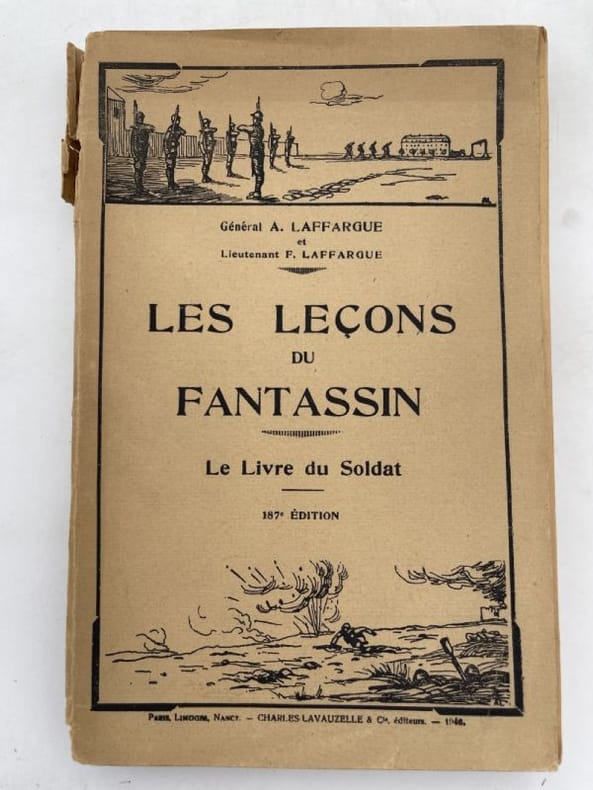 Général A. LAFFARGUE
et
Lieutenant F. LAFFARGUE
LES LEÇONS
DU
FANTASSIN
Le Livre du Soldat
187e ÉDITION
Paris, Limoges, Nancy. — CHARLES-LAVAUZELLE & Cie, éditeurs. — 1946.